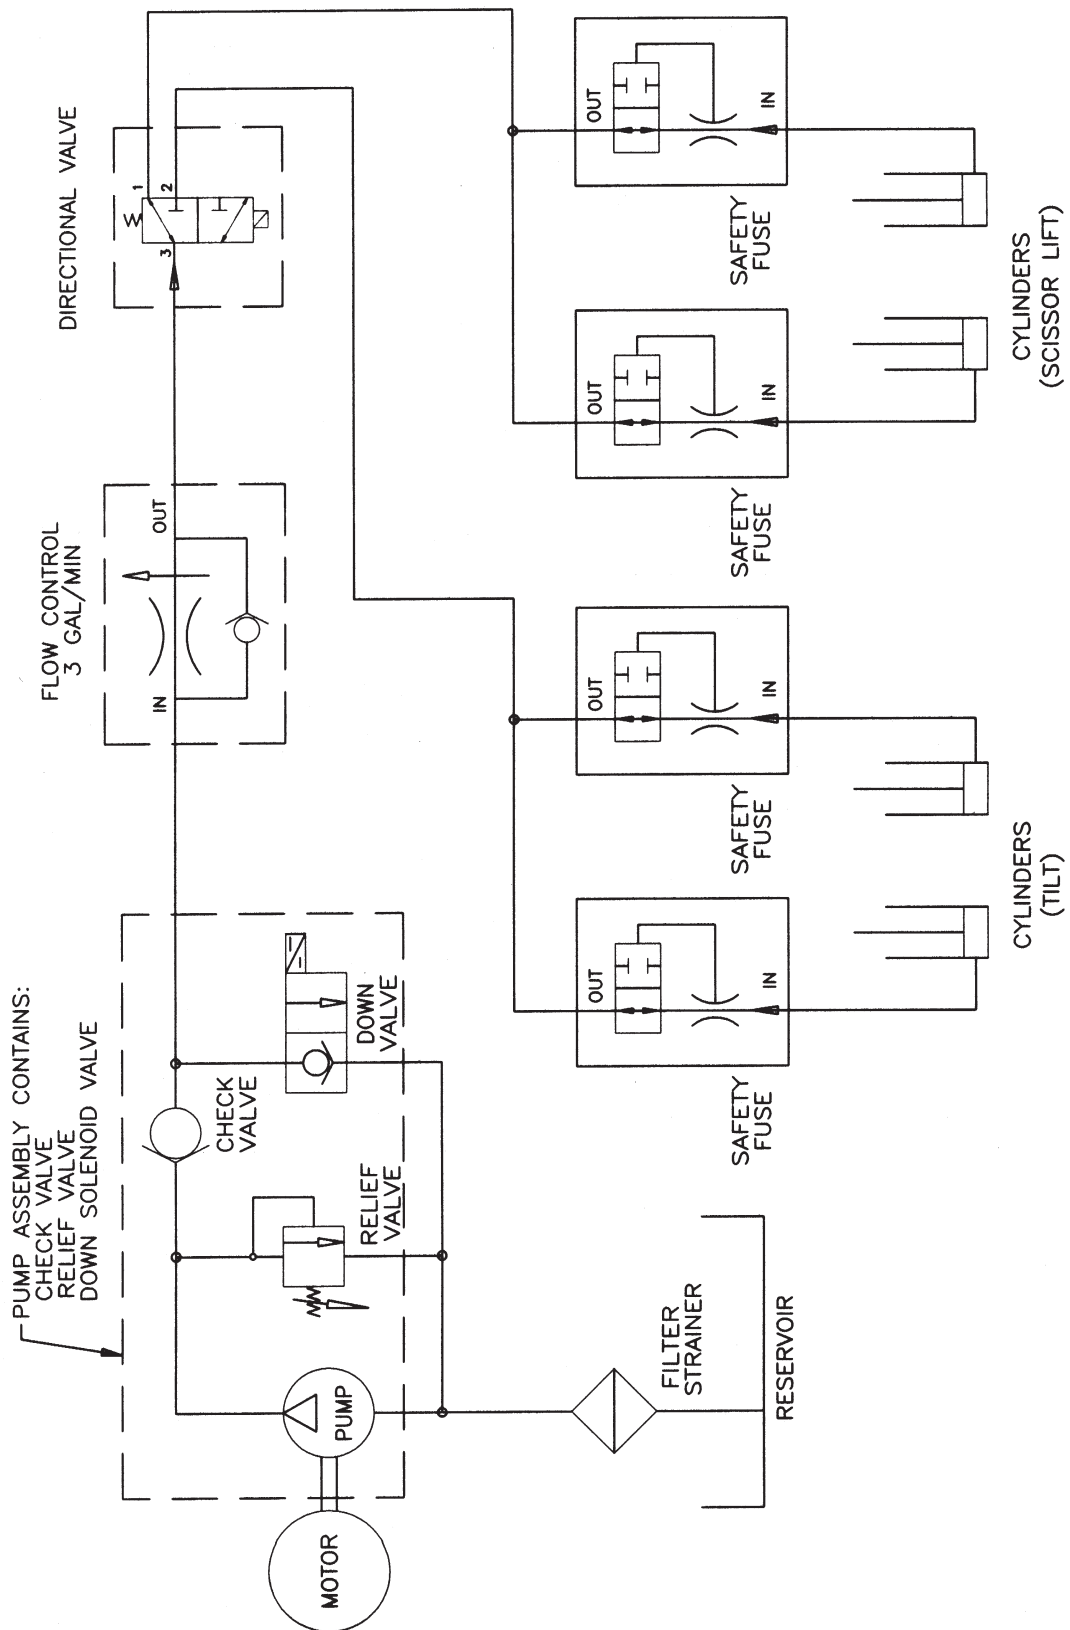 PUMP ASSEMBLY CONTAINS:
CHECK VALVE
RELIEF VALVE
DOWN SOLENOID VALVE
FLOW CONTROL
3 GAL/MIN
DIRECTIONAL VALVE
IN
OUT
3
1
2
CHECK
VALVE
DOWN
VALVE
RELIEF
VALVE
MOTOR
PUMP
FILTER
STRAINER
RESERVOIR
OUT
IN
SAFETY
FUSE
OUT
IN
SAFETY
FUSE
OUT
IN
SAFETY
FUSE
OUT
IN
SAFETY
FUSE
CYLINDERS
(TILT)
CYLINDERS
(SCISSOR LIFT)